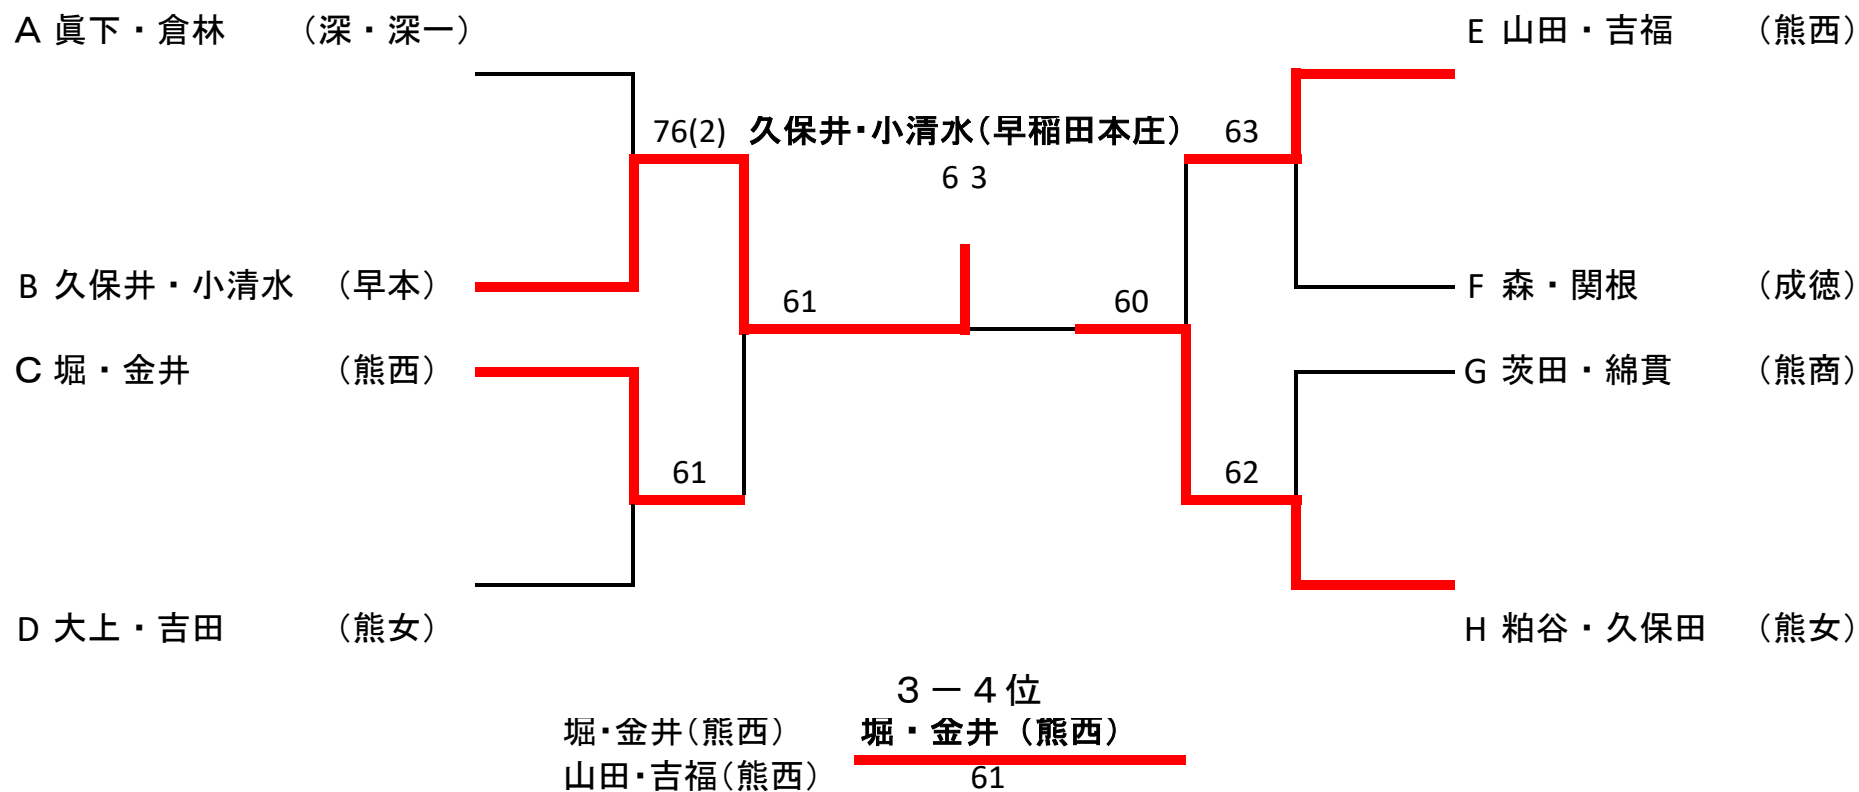 A 眞下・倉林 （深・深一）
E 山田・吉福 （熊西）
76(2)
久保井・小清水（早稲田本庄）
63
6 3
B 久保井・小清水 （早本）
F 森・関根 （成徳）
61
60
C 堀・金井 （熊西）
G 茨田・綿貫 （熊商）
61
62
D 大上・吉田 （熊女）
H 粕谷・久保田 （熊女）
３－４位
堀・金井（熊西）
堀・金井（熊西）
山田・吉福（熊西）
61